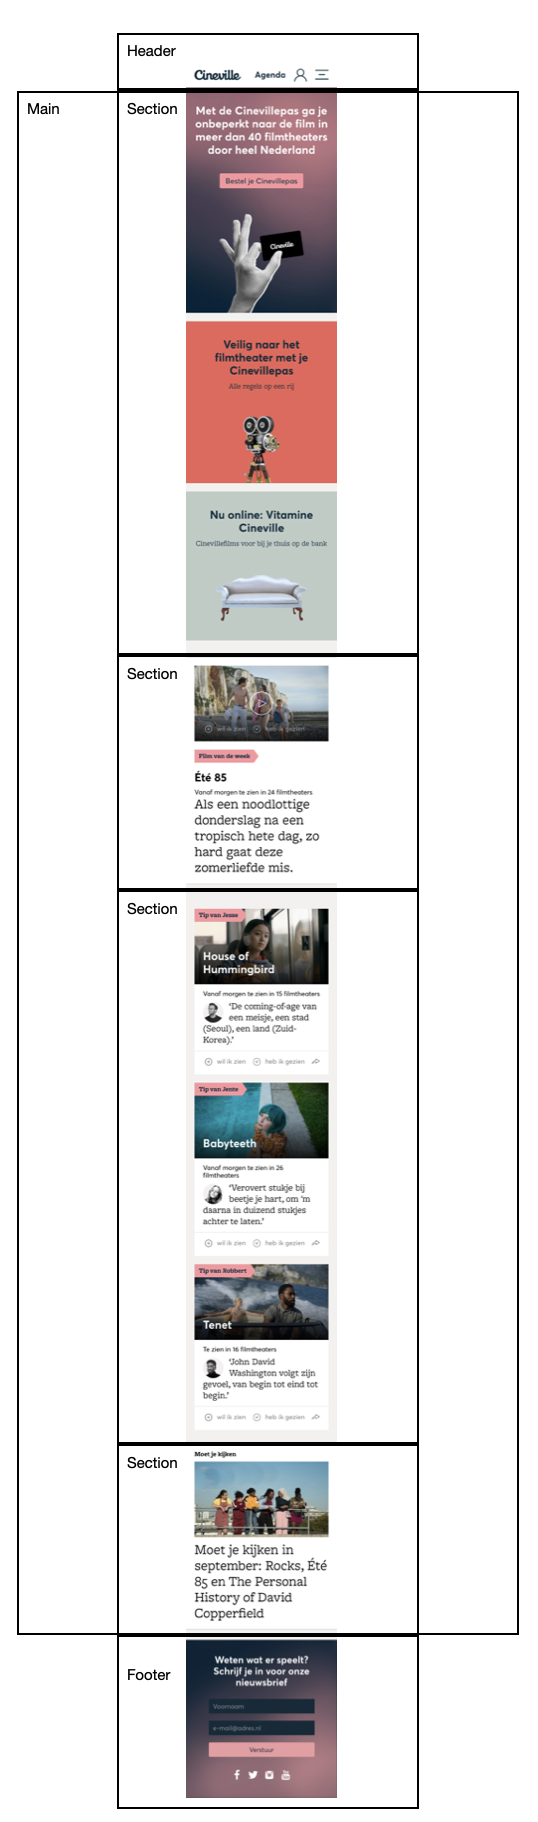 Header
Cineville Agenda
Main
Section
Met de Cinevillepas ga je
onbeperkt naar de film in
meer dan 40 filmtheaters
door heel Nederland
Bestel je Cinevillepas
Cineville
Veilig naar het
filmtheater met je
Cinevillepas
Alle regels op een rij
Nu online: Vitamine
Cineville
Cinevillefilms voor bij je thuis op de bank
Section
wil ik zien heb ik gezien
Film van de week
Été 85
Vanaf morgen te zien in 24 filmtheaters
Als een noodlottige
donderslag na een
tropisch hete dag, zo
hard gaat deze
zomerliefde mis.
Section
Tip van Jesse
House of
Hummingbird
Vanaf morgen te zien in 15 filmtheaters
‘De coming-of-age van
een meisje, een stad
(Seoul), een land (Zuid-
Korea).’
wil ik zien heb ik gezien
Tip van Jente
Babyteeth
Vanaf morgen te zien in 26
filmtheaters
‘Verovert stukje bij
beetje je hart, om ‘m
daarna in duizend stukjes
achter te laten.’
wil ik zien heb ik gezien
Tip van Robbert
Tenet
Te zien in 16 filmtheaters
‘John David
Washington volgt zijn
gevoel, van begin tot eind tot
begin.’
wil ik zien heb ik gezien
Section
Moet je kijken
Moet je kijken in
september: Rocks, Été
85 en The Personal
History of David
Copperfield
Footer
Weten wat er speelt?
Schrijf je in voor onze
nieuwsbrief
Voornaam
e-mail@adres.nl
Verstuur